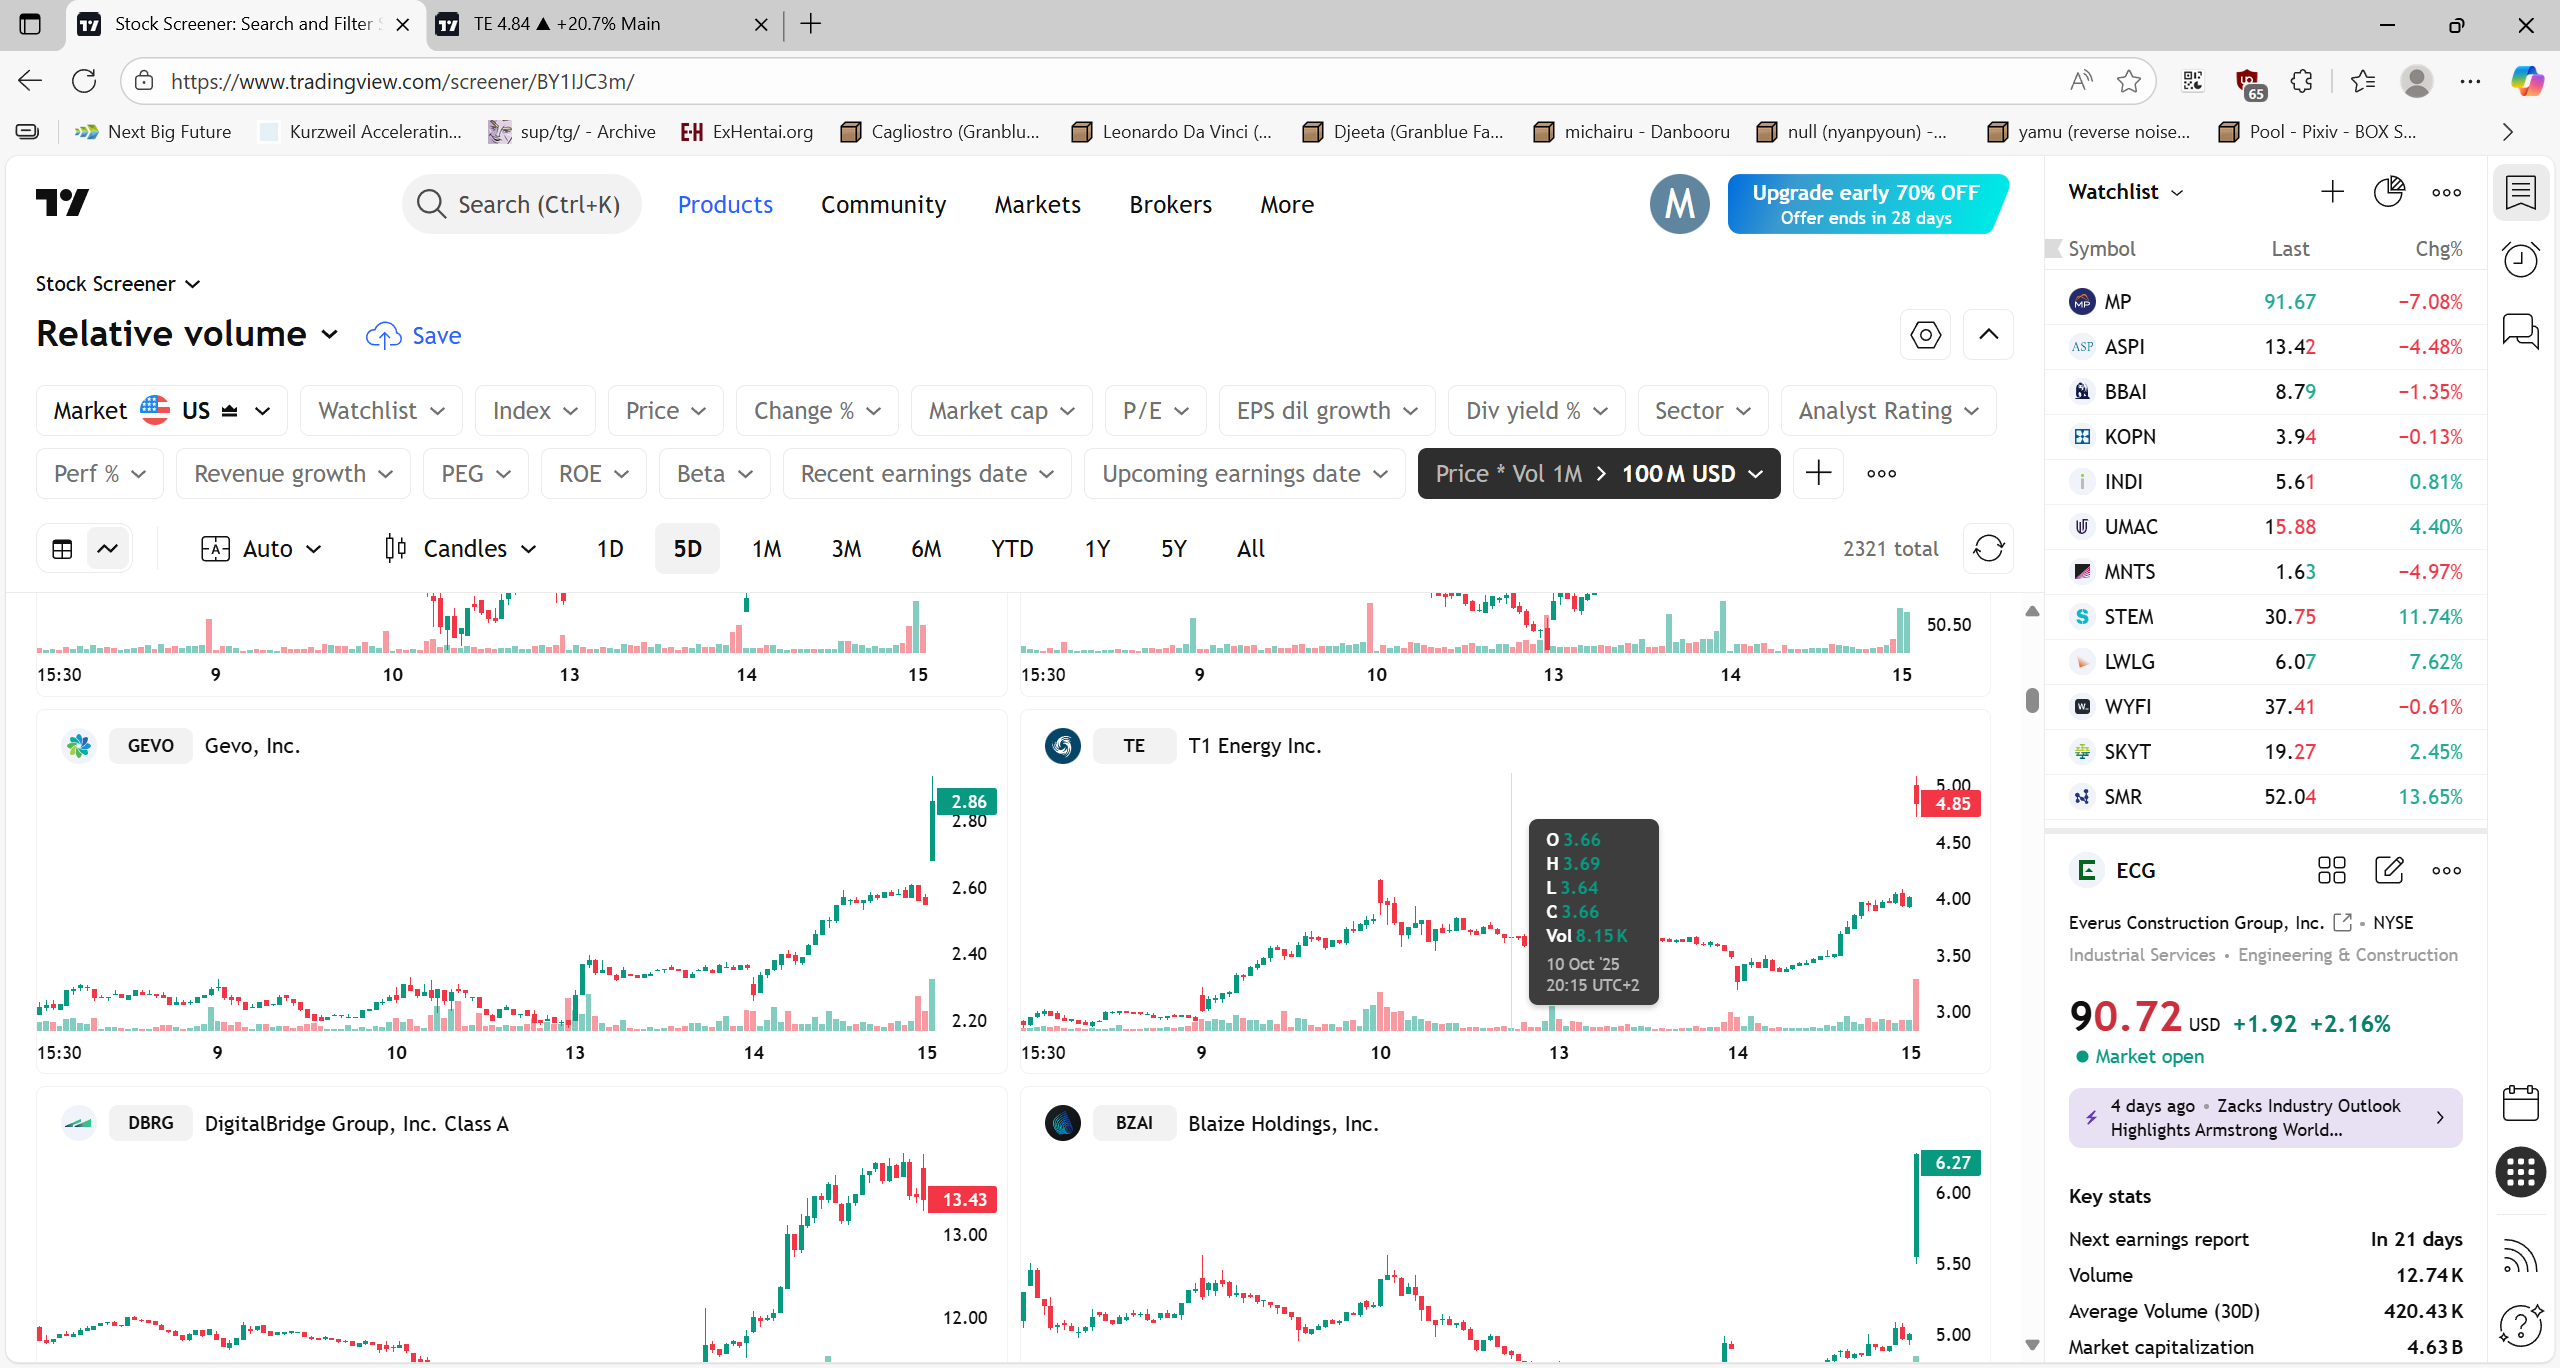 Stock Screener: Search and Filter S
TE 4.84 ▲ +20.7% Main
https://www.tradingview.com/screener/BY1IJC3m/
65
Next Big Future
Kurzweil Acceleratin...
sup/tg/ - Archive
ExHentai.org
Cagliostro (Granblu...
Leonardo Da Vinci (...
Djeeta (Granblue Fa...
michairu - Danbooru
null (nyanpyoun) -...
yamu (reverse noise...
Pool - Pixiv - BOX S...
Search (Ctrl+K)
Products
Community
Markets
Brokers
More
M
Upgrade early 70% OFF
Offer ends in 28 days
Stock Screener
Relative volume
Save
Market US
Watchlist
Index
Price
Change %
Market cap
P/E
EPS dil growth
Div yield %
Sector
Analyst Rating
Perf %
Revenue growth
PEG
ROE
Beta
Recent earnings date
Upcoming earnings date
Price * Vol 1M > 100 M USD
Auto
Candles
1D
5D
1M
3M
6M
YTD
1Y
5Y
All
2321 total
15:30 9 10 13 14 15
50.50
15:30 9 10 13 14 15
GEVO Gevo, Inc.
2.86
2.80
2.60
2.40
2.20
15:30 9 10 13 14 15
TE T1 Energy Inc.
5.00
4.85
4.50
4.00
3.50
3.00
O 3.66
H 3.69
L 3.64
C 3.66
Vol 8.15 K
10 Oct '25
20:15 UTC+2
15:30 9 10 13 14 15
DBRG DigitalBridge Group, Inc. Class A
13.43
13.00
12.00
BZAI Blaize Holdings, Inc.
6.27
6.00
5.50
5.00
Watchlist
Symbol Last Chg%
MP 91.67 −7.08%
ASP ASPI 13.42 −4.48%
BBAI 8.79 −1.35%
KOPN 3.94 −0.13%
INDI 5.61 0.81%
UMAC 15.88 4.40%
MNTS 1.63 −4.97%
STEM 30.75 11.74%
LWLG 6.07 7.62%
WYFI 37.41 −0.61%
SKYT 19.27 2.45%
SMR 52.04 13.65%
ECG
Everus Construction Group, Inc. • NYSE
Industrial Services • Engineering & Construction
90.72 USD +1.92 +2.16%
Market open
4 days ago • Zacks Industry Outlook
Highlights Armstrong World...
Key stats
Next earnings report In 21 days
Volume 12.74 K
Average Volume (30D) 420.43 K
Market capitalization 4.63 B